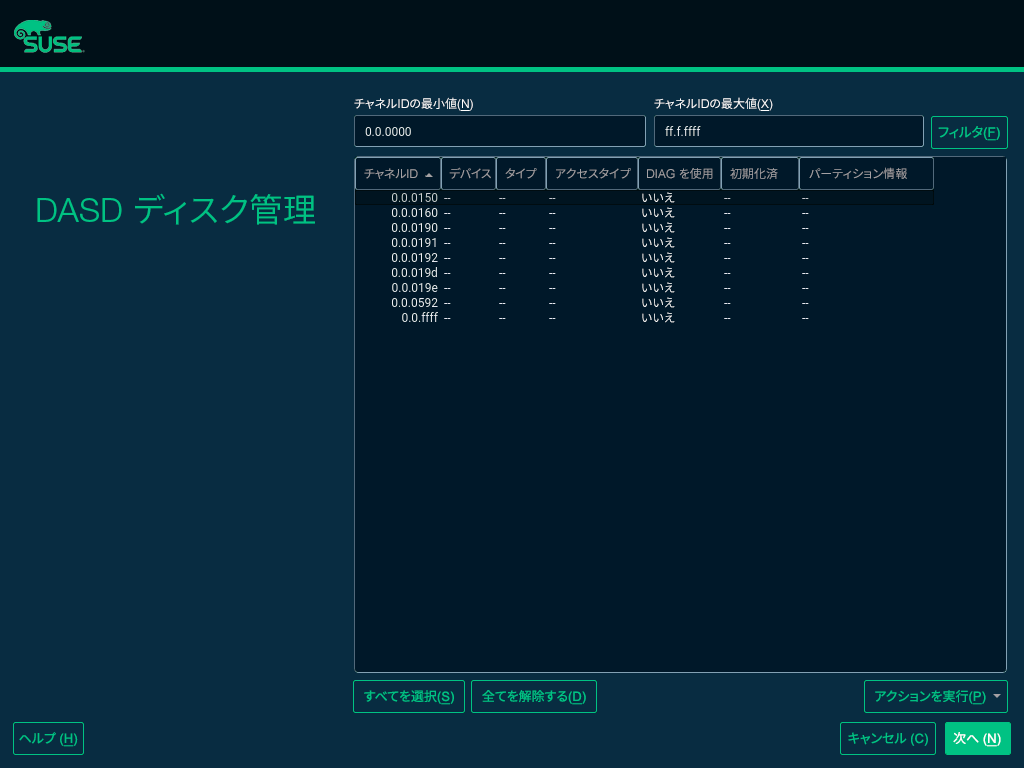 SUSE
チャネルIDの最小値(N) チャネルIDの最大値(X)
0.0.0000 ff.f.ffff フィルタ(F)
DASD ディスク管理
チャネルID デバイス タイプ アクセスタイプ DIAG を使用 初期化済 パーティション情報
0.0.0150 -- -- -- いいえ -- --
0.0.0160 -- -- -- いいえ -- --
0.0.0190 -- -- -- いいえ -- --
0.0.0191 -- -- -- いいえ -- --
0.0.0192 -- -- -- いいえ -- --
0.0.019d -- -- -- いいえ -- --
0.0.019e -- -- -- いいえ -- --
0.0.0592 -- -- -- いいえ -- --
0.0.ffff -- -- -- いいえ -- --
すべてを選択(S) 全てを解除する(D) アクションを実行(P)
ヘルプ (H) キャンセル (C) 次へ (N)